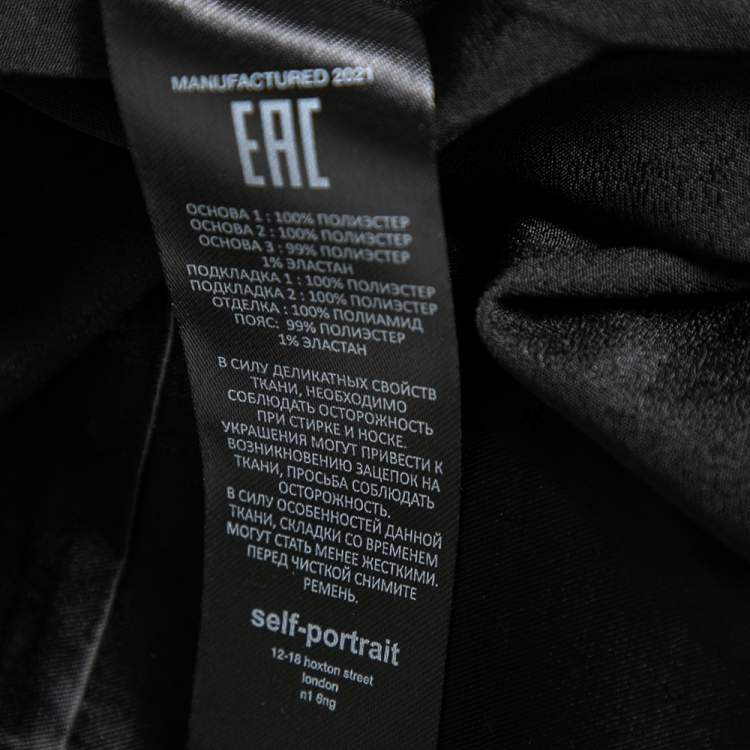 MANUFACTURED 2021
EAC
ОСНОВА 1 : 100% ПОЛИЭСТЕР
ОСНОВА 2 : 100% ПОЛИЭСТЕР
ОСНОВА 3 : 99% ПОЛИЭСТЕР
1% ЭЛАСТАН
ПОДКЛАДКА 1 : 100% ПОЛИЭСТЕР
ПОДКЛАДКА 2 : 100% ПОЛИЭСТЕР
ОТДЕЛКА : 100% ПОЛИАМИД
ПОЯС: 99% ПОЛИЭСТЕР
1% ЭЛАСТАН
В СИЛУ ДЕЛИКАТНЫХ СВОЙСТВ
ТКАНИ, НЕОБХОДИМО
СОБЛЮДАТЬ ОСТОРОЖНОСТЬ
ПРИ СТИРКЕ И НОСКЕ.
УКРАШЕНИЯ МОГУТ ПРИВЕСТИ К
ВОЗНИКНОВЕНИЮ ЗАЦЕПОК НА
ТКАНИ, ПРОСЬБА СОБЛЮДАТЬ
ОСТОРОЖНОСТЬ.
В СИЛУ ОСОБЕННОСТЕЙ ДАННОЙ
ТКАНИ, СКЛАДКИ СО ВРЕМЕНЕМ
МОГУТ СТАТЬ МЕНЕЕ ЖЕСТКИМИ.
ПЕРЕД ЧИСТКОЙ СНИМИТЕ
РЕМЕНЬ.
self-portrait
12-18 hoxton street
london
n1 6ng